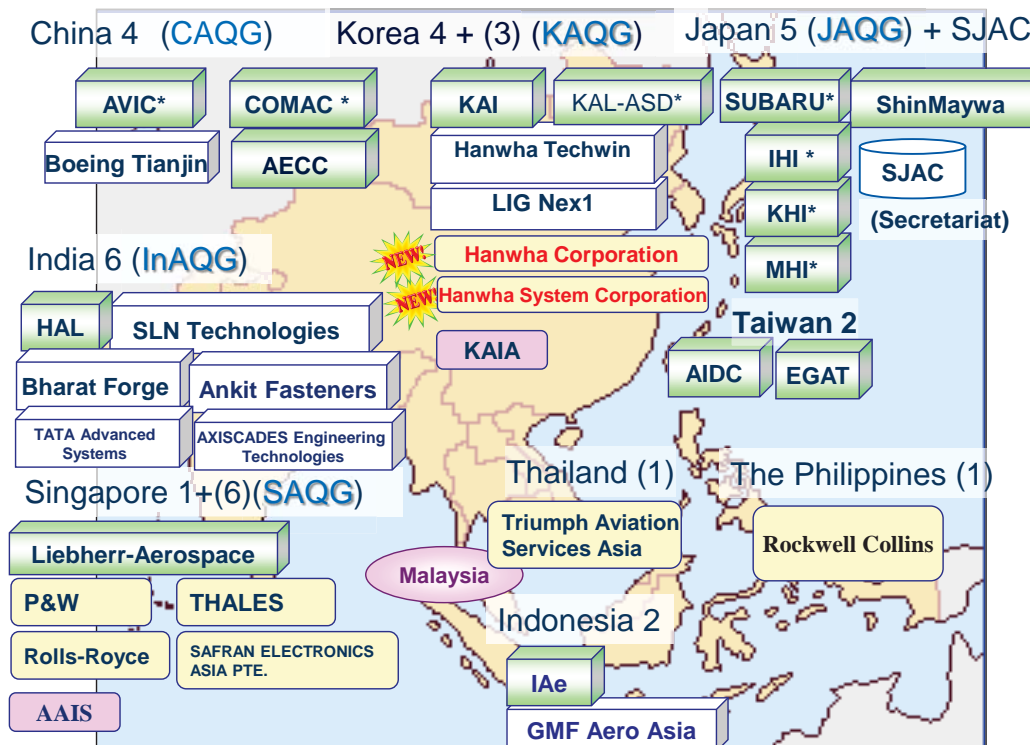 China 4 (CAQG)
Korea 4 + (3) (KAQG)
Japan 5 (JAQG) + SJAC
AVIC*
COMAC *
Boeing Tianjin
AECC
KAI
KAL-ASD*
Hanwha Techwin
LIG Nex1
NEW!
Hanwha Corporation
NEW!
Hanwha System Corporation
KAIA
SUBARU*
ShinMaywa
IHI *
KHI*
MHI*
SJAC
(Secretariat)
India 6 (InAQG)
HAL
SLN Technologies
Bharat Forge
Ankit Fasteners
TATA Advanced
Systems
AXISCADES Engineering
Technologies
Taiwan 2
AIDC
EGAT
Singapore 1+(6)(SAQG)
Liebherr-Aerospace
P&W
THALES
Rolls-Royce
SAFRAN ELECTRONICS
ASIA PTE.
AAIS
Malaysia
Thailand (1)
Triumph Aviation
Services Asia
The Philippines (1)
Rockwell Collins
Indonesia 2
IAe
GMF Aero Asia